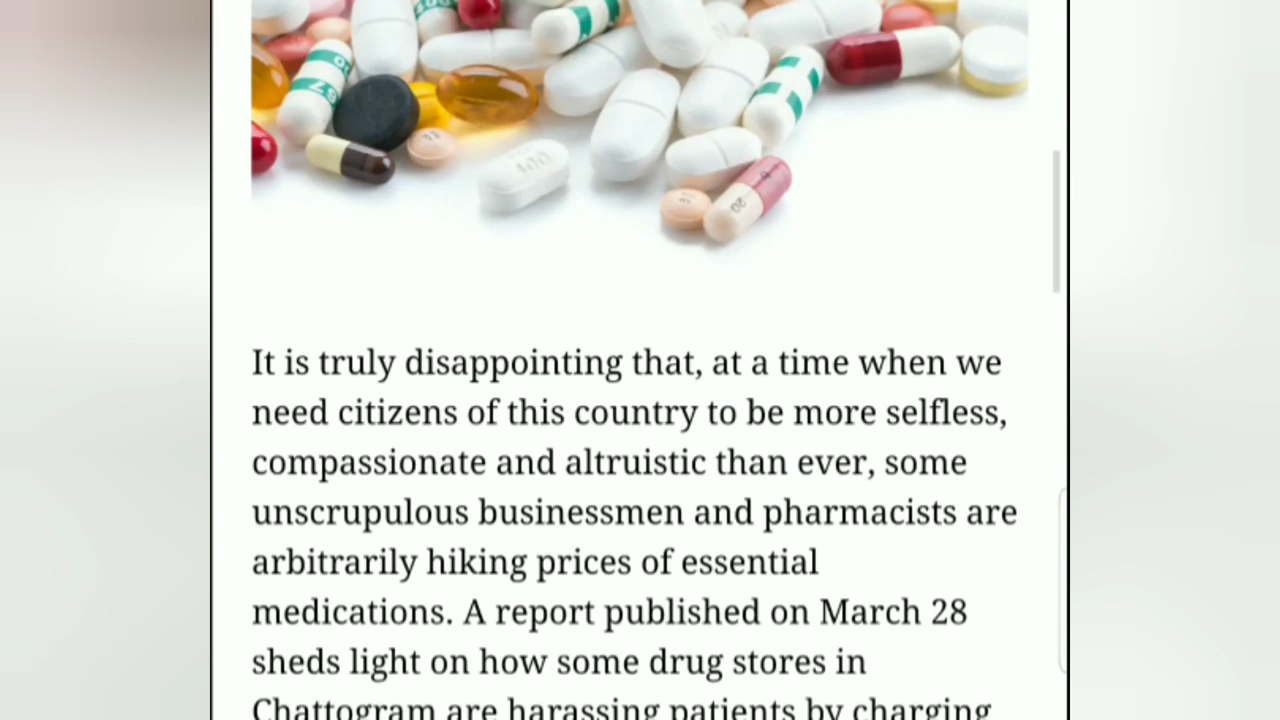 100
20
It is truly disappointing that, at a time when we
need citizens of this country to be more selfless,
compassionate and altruistic than ever, some
unscrupulous businessmen and pharmacists are
arbitrarily hiking prices of essential
medications. A report published on March 28
sheds light on how some drug stores in
Chattogram are harassing patients by charging